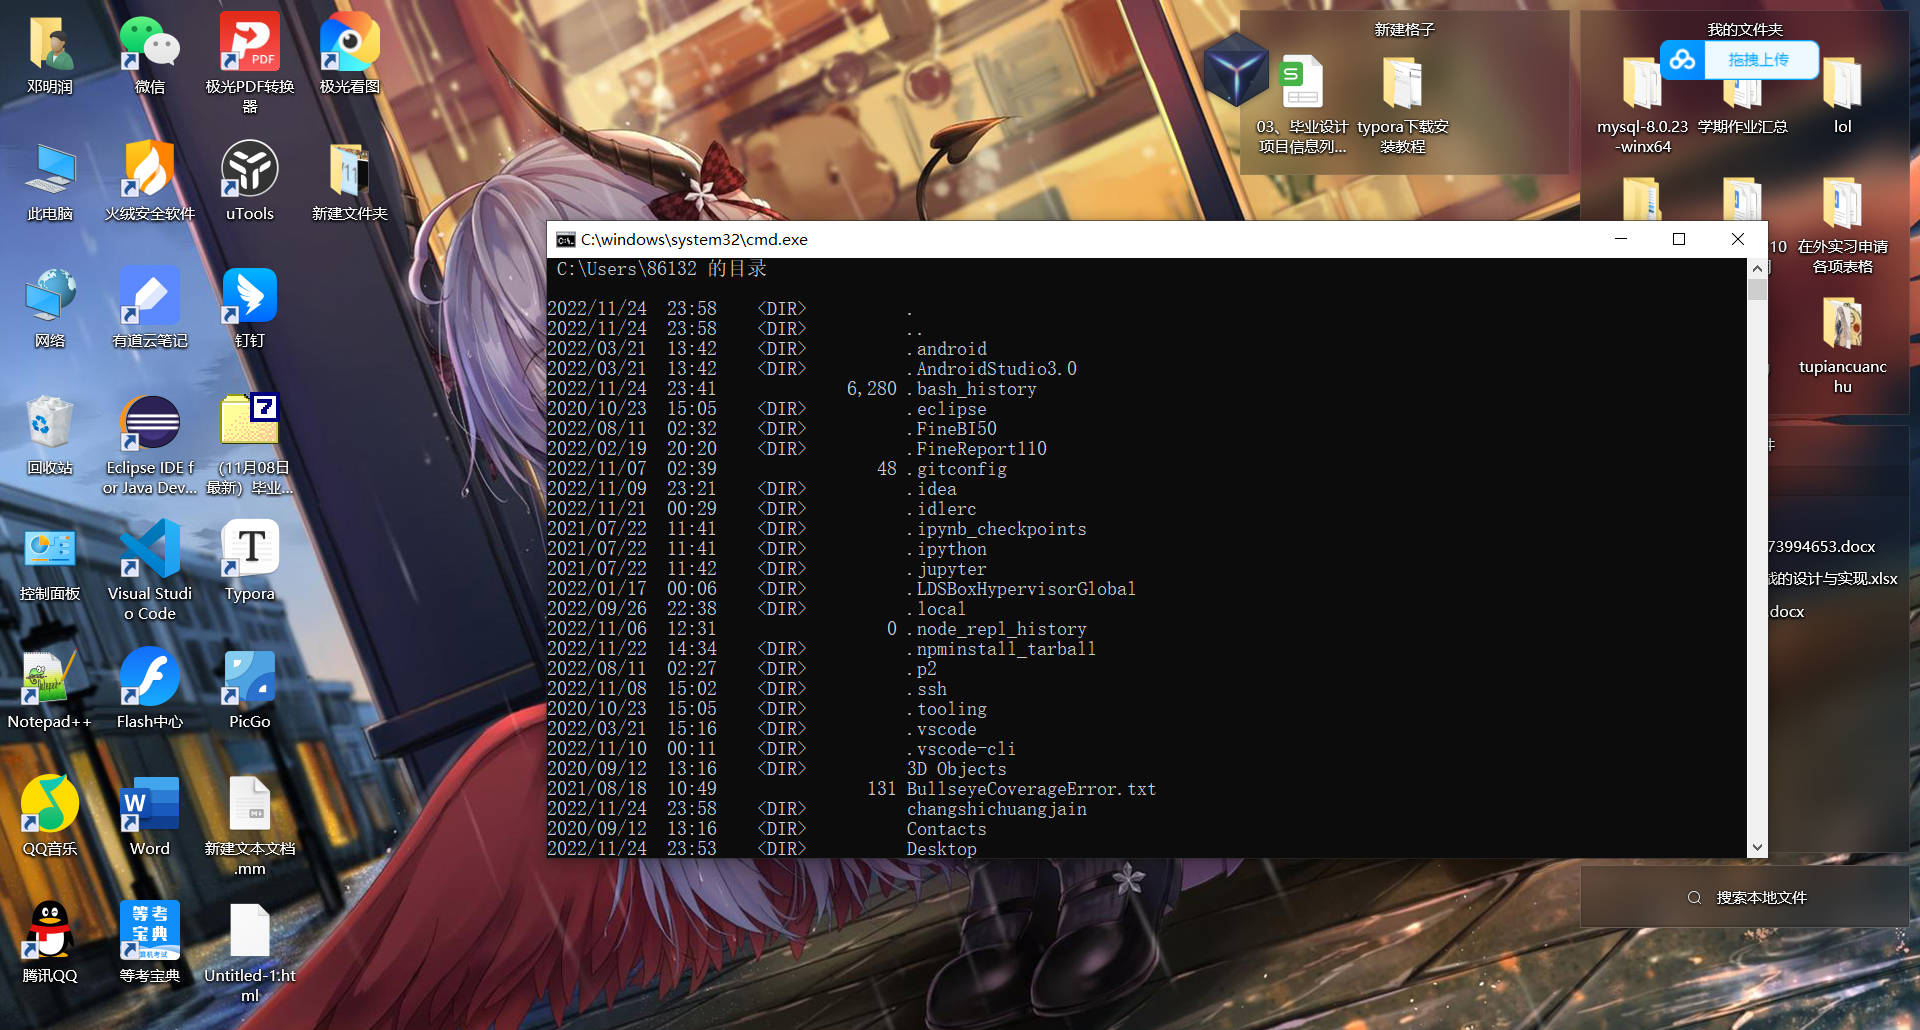 邓明润
微信
极光PDF转换
器
极光看图
此电脑
火绒安全软件
uTools
新建文件夹
网络
有道云笔记
钉钉
回收站
Eclipse IDE f
or Java Dev...
(11月08日
最新）毕业...
控制面板
Visual Studi
o Code
Typora
Notepad++
Flash中心
PicGo
QQ音乐
Word
新建文本文档
.mm
腾讯QQ
等考
宝典
等考宝典
Untitled-1.ht
ml
新建格子
03、毕业设计
项目信息列...
typora下载安
装教程
我的文件夹
拖拽上传
mysql-8.0.23
-winx64
学期作业汇总
lol
10
在外实习申请
各项表格
tupiancuanc
hu
件
73994653.docx
的设计与实现.xlsx
.docx
搜索本地文件
C:\windows\system32\cmd.exe
C:\Users\86132 的目录
2022/11/24  23:58    <DIR>          .
2022/11/24  23:58    <DIR>          ..
2022/03/21  13:42    <DIR>          .android
2022/03/21  13:42    <DIR>          .AndroidStudio3.0
2022/11/24  23:41             6,280 .bash_history
2020/10/23  15:05    <DIR>          .eclipse
2022/08/11  02:32    <DIR>          .FineBI50
2022/02/19  20:20    <DIR>          .FineReport110
2022/11/07  02:39                48 .gitconfig
2022/11/09  23:21    <DIR>          .idea
2022/11/21  00:29    <DIR>          .idlerc
2021/07/22  11:41    <DIR>          .ipynb_checkpoints
2021/07/22  11:41    <DIR>          .ipython
2021/07/22  11:42    <DIR>          .jupyter
2022/01/17  00:06    <DIR>          .LDSBoxHypervisorGlobal
2022/09/26  22:38    <DIR>          .local
2022/11/06  12:31                 0 .node_repl_history
2022/11/22  14:34    <DIR>          .npminstall_tarball
2022/08/11  02:27    <DIR>          .p2
2022/11/08  15:02    <DIR>          .ssh
2020/10/23  15:05    <DIR>          .tooling
2022/03/21  15:16    <DIR>          .vscode
2022/11/10  00:11    <DIR>          .vscode-cli
2020/09/12  13:16    <DIR>          3D Objects
2021/08/18  10:49               131 BullseyeCoverageError.txt
2022/11/24  23:58    <DIR>          changshichuangjain
2020/09/12  13:16    <DIR>          Contacts
2022/11/24  23:53    <DIR>          Desktop